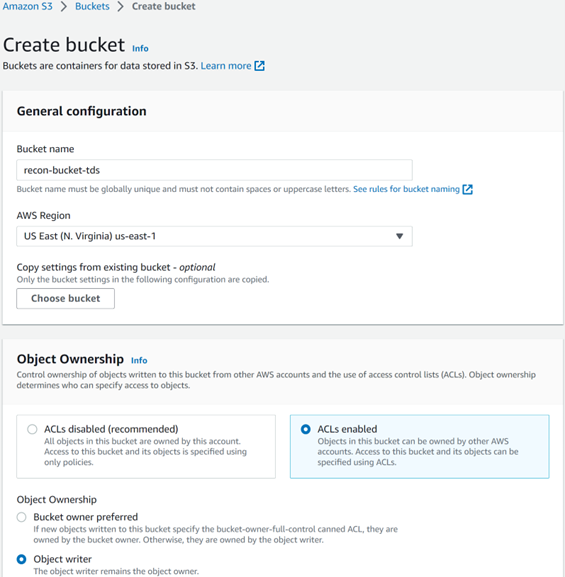 Amazon S3 > Buckets > Create bucket
Create bucket Info
Buckets are containers for data stored in S3. Learn more
General configuration
Bucket name
recon-bucket-tds
Bucket name must be globally unique and must not contain spaces or uppercase letters. See rules for bucket naming
AWS Region
US East (N. Virginia) us-east-1
Copy settings from existing bucket - optional
Only the bucket settings in the following configuration are copied.
Choose bucket
Object Ownership Info
Control ownership of objects written to this bucket from other AWS accounts and the use of access control lists (ACLs). Object ownership
determines who can specify access to objects.
ACLs disabled (recommended)
All objects in this bucket are owned by this account.
Access to this bucket and its objects is specified using
only policies.
ACLs enabled
Objects in this bucket can be owned by other AWS
accounts. Access to this bucket and its objects can be
specified using ACLs.
Object Ownership
Bucket owner preferred
If new objects written to this bucket specify the bucket-owner-full-control canned ACL, they are
owned by the bucket owner. Otherwise, they are owned by the object writer.
Object writer
The object writer remains the object owner.